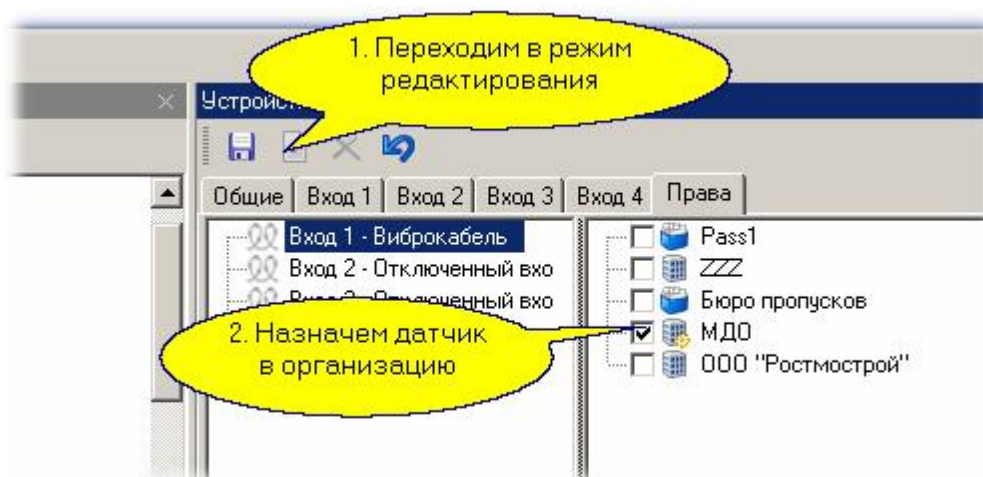 1. Переходим в режим
редактирования
Общие
Вход 1
Вход 2
Вход 3
Вход 4
Права
Вход 1 - Виброкабель
Вход 2 - Отключенный вхо
2. Назначем датчик
в организацию
Pass1
ZZZ
Бюро пропусков
МДО
ООО "Ростмострой"